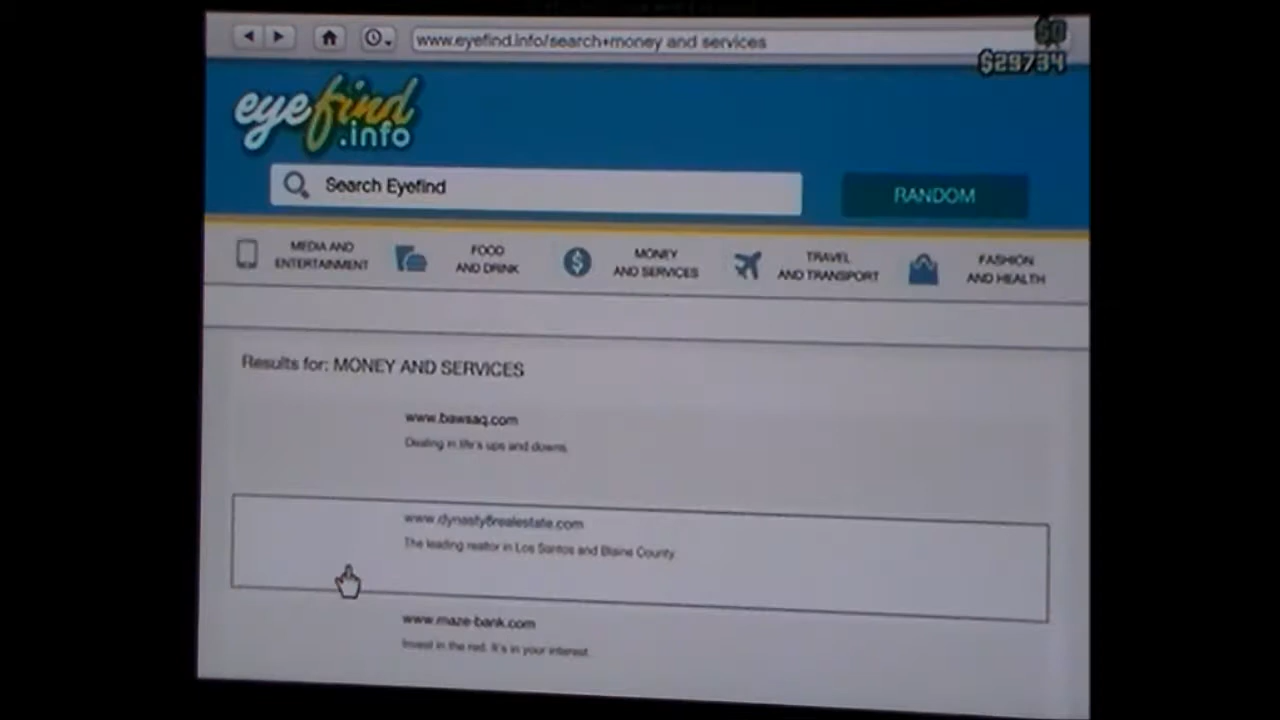 www.eyefind.info/search+money and services
$0
$29734
eyefind
.info
Search Eyefind
RANDOM
MEDIA AND
ENTERTAINMENT
FOOD
AND DRINK
MONEY
AND SERVICES
TRAVEL
AND TRANSPORT
FASHION
AND HEALTH
Results for: MONEY AND SERVICES
www.bawsaq.com
Dealing in life's ups and downs.
www.dynasty8realestate.com
The leading realtor in Los Santos and Blaine County.
www.maze-bank.com
Invest in the red. It's in your interest.